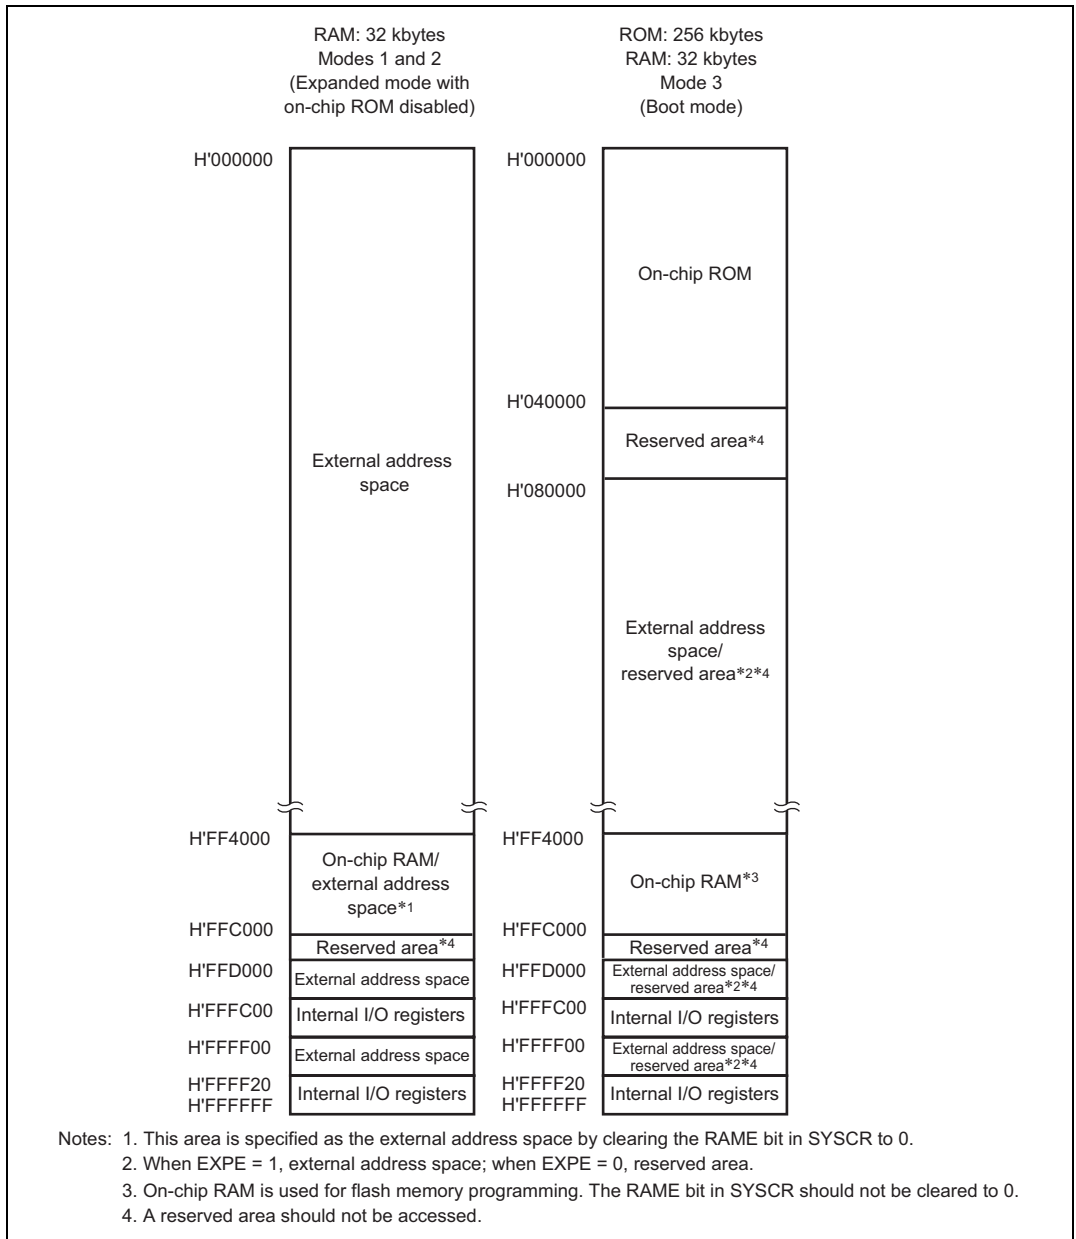 RAM: 32 kbytes
Modes 1 and 2
(Expanded mode with
on-chip ROM disabled)
H'000000
External address
space
H'FF4000
On-chip RAM/
external address
space*1
H'FFC000
Reserved area*4
H'FFD000
External address space
H'FFFC00
Internal I/O registers
H'FFFF00
External address space
H'FFFF20
Internal I/O registers
H'FFFFFF
ROM: 256 kbytes
RAM: 32 kbytes
Mode 3
(Boot mode)
H'000000
On-chip ROM
H'040000
Reserved area*4
H'080000
External address
space/
reserved area*2*4
H'FF4000
On-chip RAM*3
H'FFC000
Reserved area*4
H'FFD000
External address space/
reserved area*2*4
H'FFFC00
Internal I/O registers
H'FFFF00
External address space/
reserved area*2*4
H'FFFF20
Internal I/O registers
H'FFFFFF
Notes: 1. This area is specified as the external address space by clearing the RAME bit in SYSCR to 0.
2. When EXPE = 1, external address space; when EXPE = 0, reserved area.
3. On-chip RAM is used for flash memory programming. The RAME bit in SYSCR should not be cleared to 0.
4. A reserved area should not be accessed.